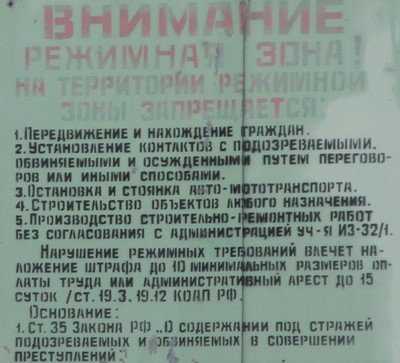 ВНИМАНИЕ
РЕЖИМНАЯ ЗОНА!
НА ТЕРРИТОРИИ РЕЖИМНОЙ
ЗОНЫ ЗАПРЕЩАЕТСЯ:
1. ПЕРЕДВИЖЕНИЕ И НАХОЖДЕНИЕ ГРАЖДАН.
2. УСТАНОВЛЕНИЕ КОНТАКТОВ С ПОДОЗРЕВАЕМЫМИ,
ОБВИНЯЕМЫМИ И ОСУЖДЕННЫМИ ПУТЕМ ПЕРЕГОВО-
РОВ ИЛИ ИНЫМИ СПОСОБАМИ.
3. ОСТАНОВКА И СТОЯНКА АВТО-МОТОТРАНСПОРТА.
4. СТРОИТЕЛЬСТВО ОБЪЕКТОВ ЛЮБОГО НАЗНАЧЕНИЯ.
5. ПРОИЗВОДСТВО СТРОИТЕЛЬНО-РЕМОНТНЫХ РАБОТ
БЕЗ СОГЛАСОВАНИЯ С АДМИНИСТРАЦИЕЙ УЧ-Я ИЗ-32/1.
НАРУШЕНИЕ РЕЖИМНЫХ ТРЕБОВАНИЙ ВЛЕЧЕТ НА-
ЛОЖЕНИЕ ШТРАФА ДО 10 МИНИМАЛЬНЫХ РАЗМЕРОВ ОП-
ЛАТЫ ТРУДА ИЛИ АДМИНИСТРАТИВНЫЙ АРЕСТ ДО 15
СУТОК /СТ. 19.3, 19.12 КОАП РФ.
ОСНОВАНИЕ:
1. СТ. 35 ЗАКОНА РФ „О СОДЕРЖАНИИ ПОД СТРАЖЕЙ
ПОДОЗРЕВАЕМЫХ И ОБВИНЯЕМЫХ В СОВЕРШЕНИИ
ПРЕСТУПЛЕНИЙ"